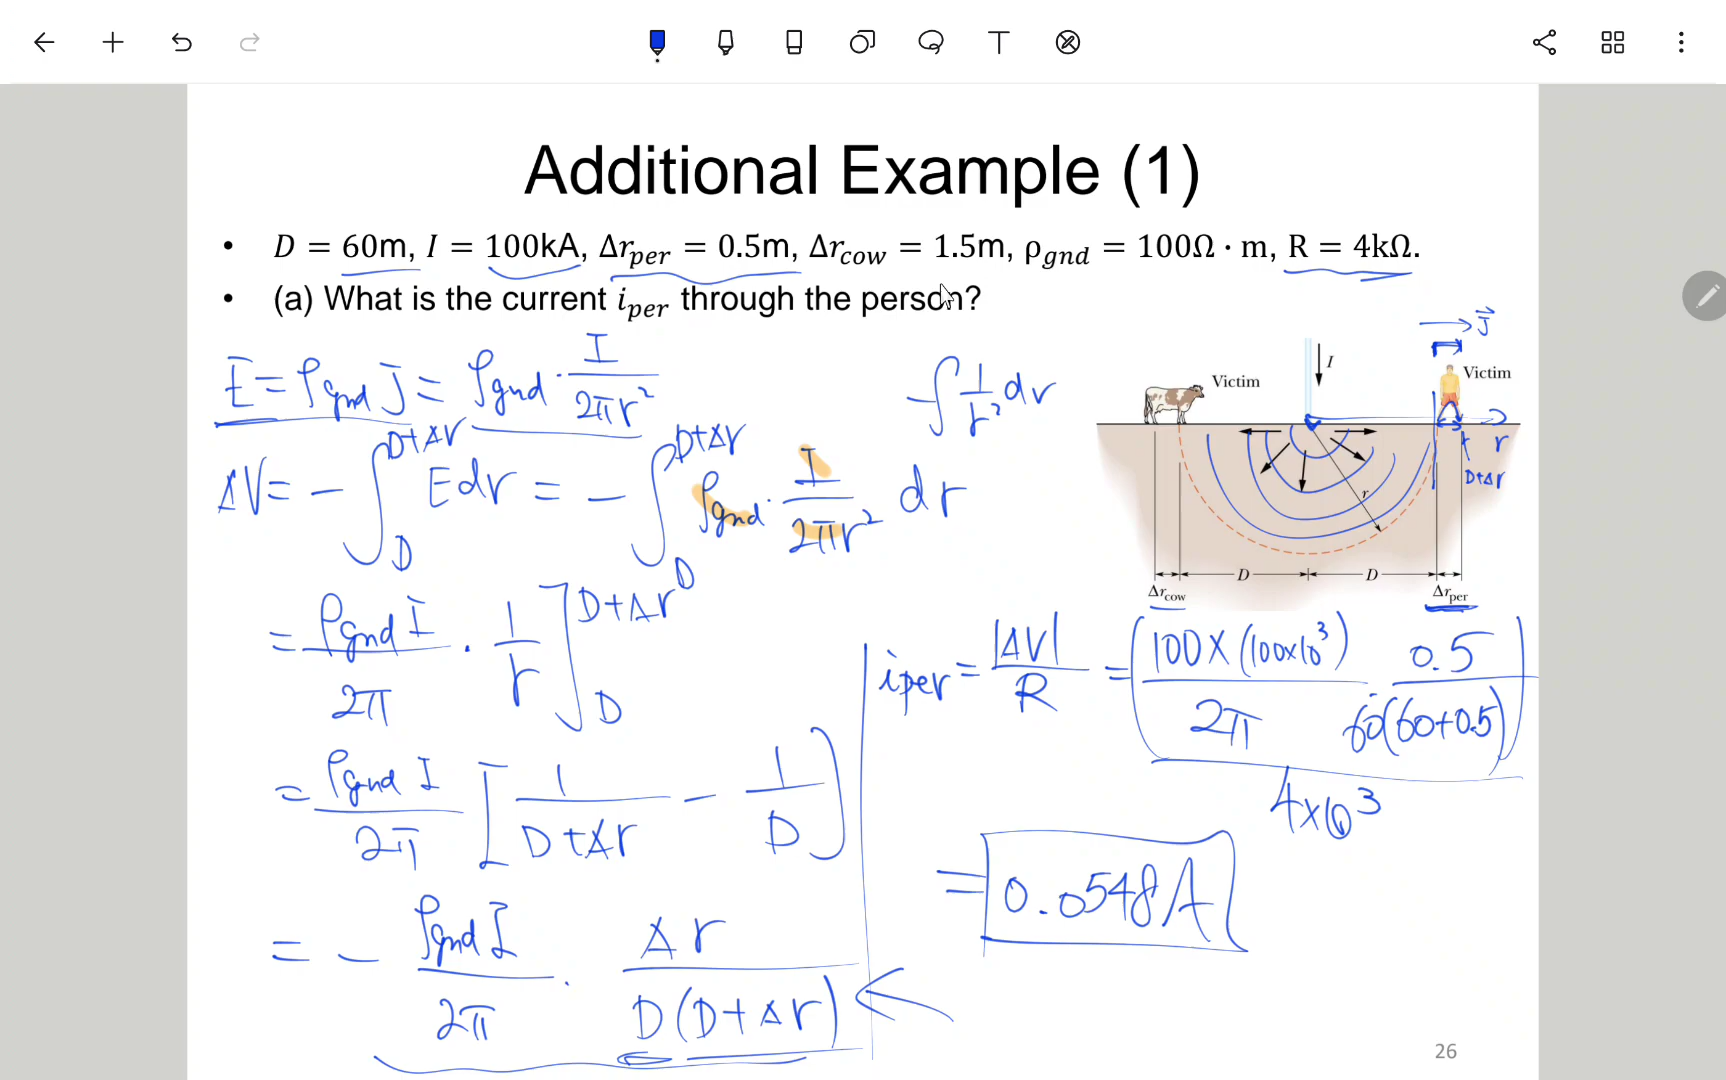 Additional Example (1)
• D = 60m, I = 100kA, Δr_per = 0.5m, Δr_cow = 1.5m, ρ_gnd = 100Ω · m, R = 4kΩ.
• (a) What is the current i_per through the person?
E = ρgnd J = ρgnd · I / 2πr²
∫ 1/r² dr
ΔV = - ∫_D^{D+Δr} E dr = - ∫_D^{D+Δr} ρgnd · I / 2πr² dr
= ρgnd I / 2π · 1/r ]_D^{D+Δr}
= ρgnd I / 2π [ 1 / D+Δr - 1 / D ]
= - ρgnd I / 2π · Δr / D(D+Δr)
J
I
Victim
Victim
r
D+Δr
r
D
D
Δr_cow
Δr_per
iper = |ΔV| / R = ( 100 × (100×10³) / 2π · 0.5 / 60(60+0.5) ) / 4×10³
= 0.0548A
26